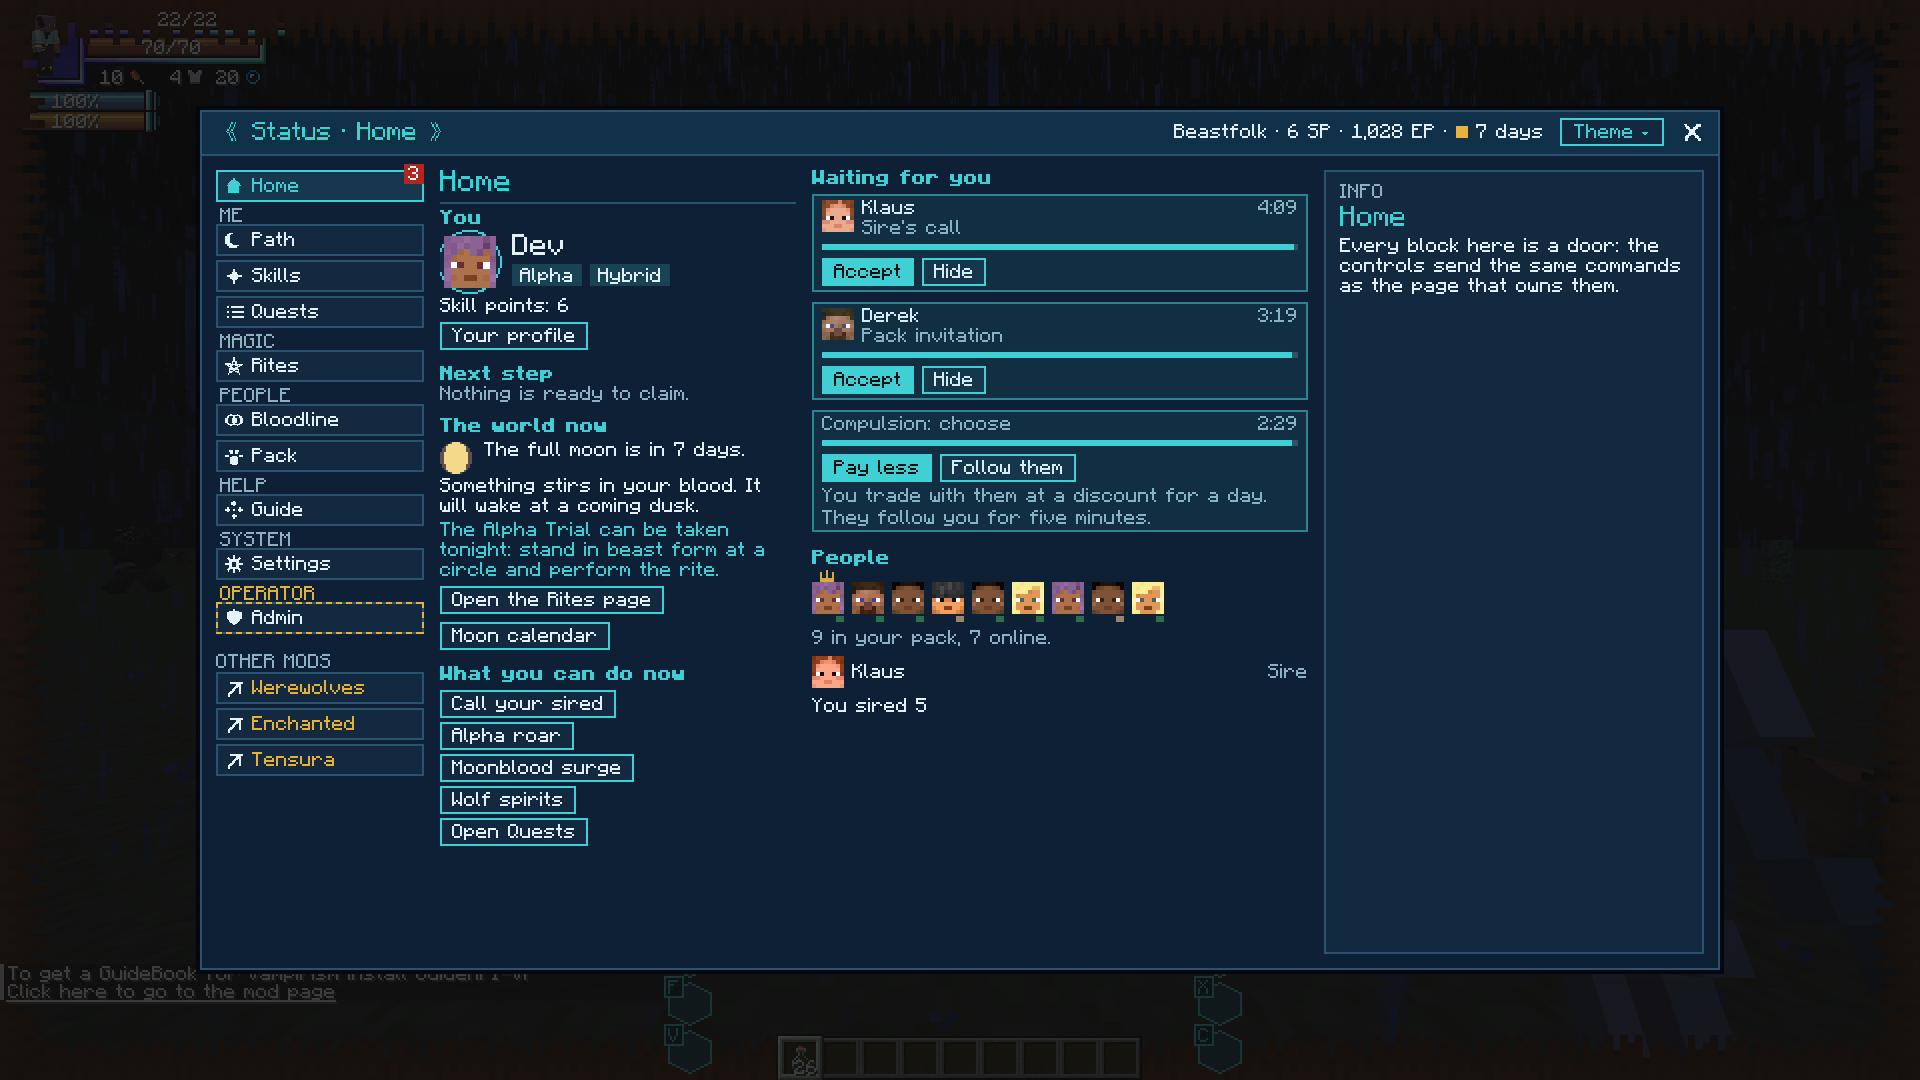 22/22
70/70
10 4 20
100%
100%
Status · Home
Beastfolk · 6 SP · 1,028 EP · 7 days
Theme
Home
3
ME
Path
Skills
Quests
MAGIC
Rites
PEOPLE
Bloodline
Pack
HELP
Guide
SYSTEM
Settings
OPERATOR
Admin
OTHER MODS
Werewolves
Enchanted
Tensura
Home
You
Dev
Alpha Hybrid
Skill points: 6
Your profile
Next step
Nothing is ready to claim.
The world now
The full moon is in 7 days.
Something stirs in your blood. It
will wake at a coming dusk.
The Alpha Trial can be taken
tonight: stand in beast form at a
circle and perform the rite.
Open the Rites page
Moon calendar
What you can do now
Call your sired
Alpha roar
Moonblood surge
Wolf spirits
Open Quests
Waiting for you
Klaus 4:09
Sire's call
Accept Hide
Derek 3:19
Pack invitation
Accept Hide
Compulsion: choose 2:29
Pay less Follow them
You trade with them at a discount for a day.
They follow you for five minutes.
People
9 in your pack, 7 online.
Klaus Sire
You sired 5
INFO
Home
Every block here is a door: the
controls send the same commands
as the page that owns them.
To get a GuideBook for Vampirism install
Click here to go to the mod page
F
V
X
C
26